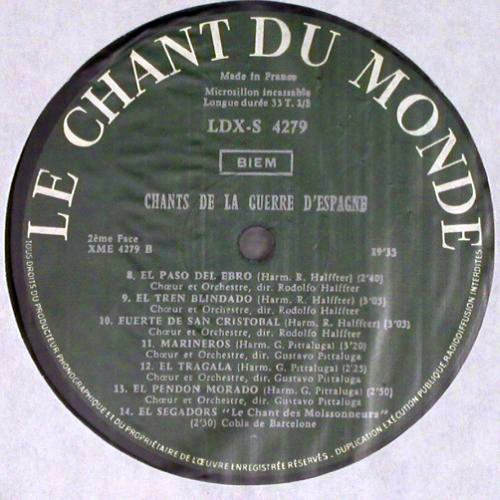 LE CHANT DU MONDE
Made in France
Microsillon incassable
Longue durée 33 T. 1/3
LDX-S 4279
BIEM
CHANTS DE LA GUERRE D'ESPAGNE
2ème Face
XME 4279 B
19'35
8. EL PASO DEL EBRO (Harm. R. Halffter) (2'40)
Chœur et Orchestre, dir. Rodolfo Halffter
9. EL TREN BLINDADO (Harm. R. Halffter) (3'05)
Chœur et Orchestre, dir. Rodolfo Halffter
10. FUERTE DE SAN CRISTOBAL (Harm. R. Halffter) (3'05)
Chœur et Orchestre, dir. Rodolfo Halffter
11. MARINEROS (Harm. G. Pittaluga) (3'20)
Chœur et Orchestre, dir. Gustavo Pittaluga
12. EL TRAGALA (Harm. G. Pittaluga) (2'25)
Chœur et Orchestre, dir. Gustavo Pittaluga
13. EL PENDON MORADO (Harm. G. Pittaluga) (2'50)
Chœur et Orchestre, dir. Gustavo Pittaluga
14. EL SEGADORS "Le Chant des Moissonneurs"
(2'30) Cobla de Barcelone
TOUS DROITS DU PRODUCTEUR PHONOGRAPHIQUE ET DU PROPRIÉTAIRE DE L'ŒUVRE ENREGISTRÉE RÉSERVÉS - DUPLICATION EXÉCUTION PUBLIQUE RADIODIFFUSION INTERDITES